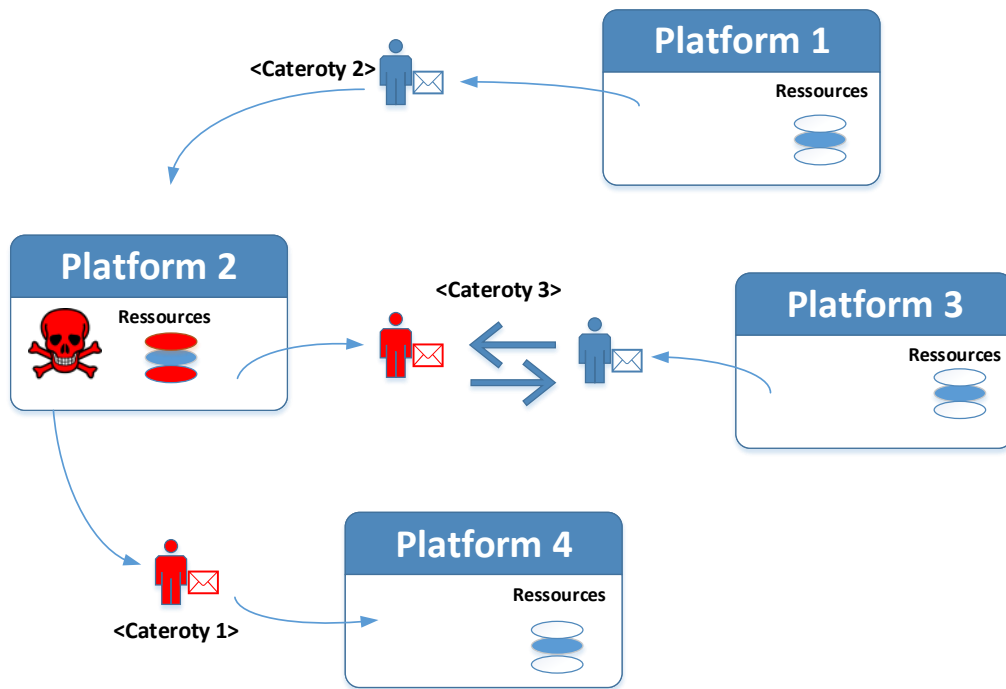 Platform 1
<Cateroty 2>
Ressources
Platform 2
Ressources
<Cateroty 3>
Platform 3
Ressources
Platform 4
Ressources
<Cateroty 1>